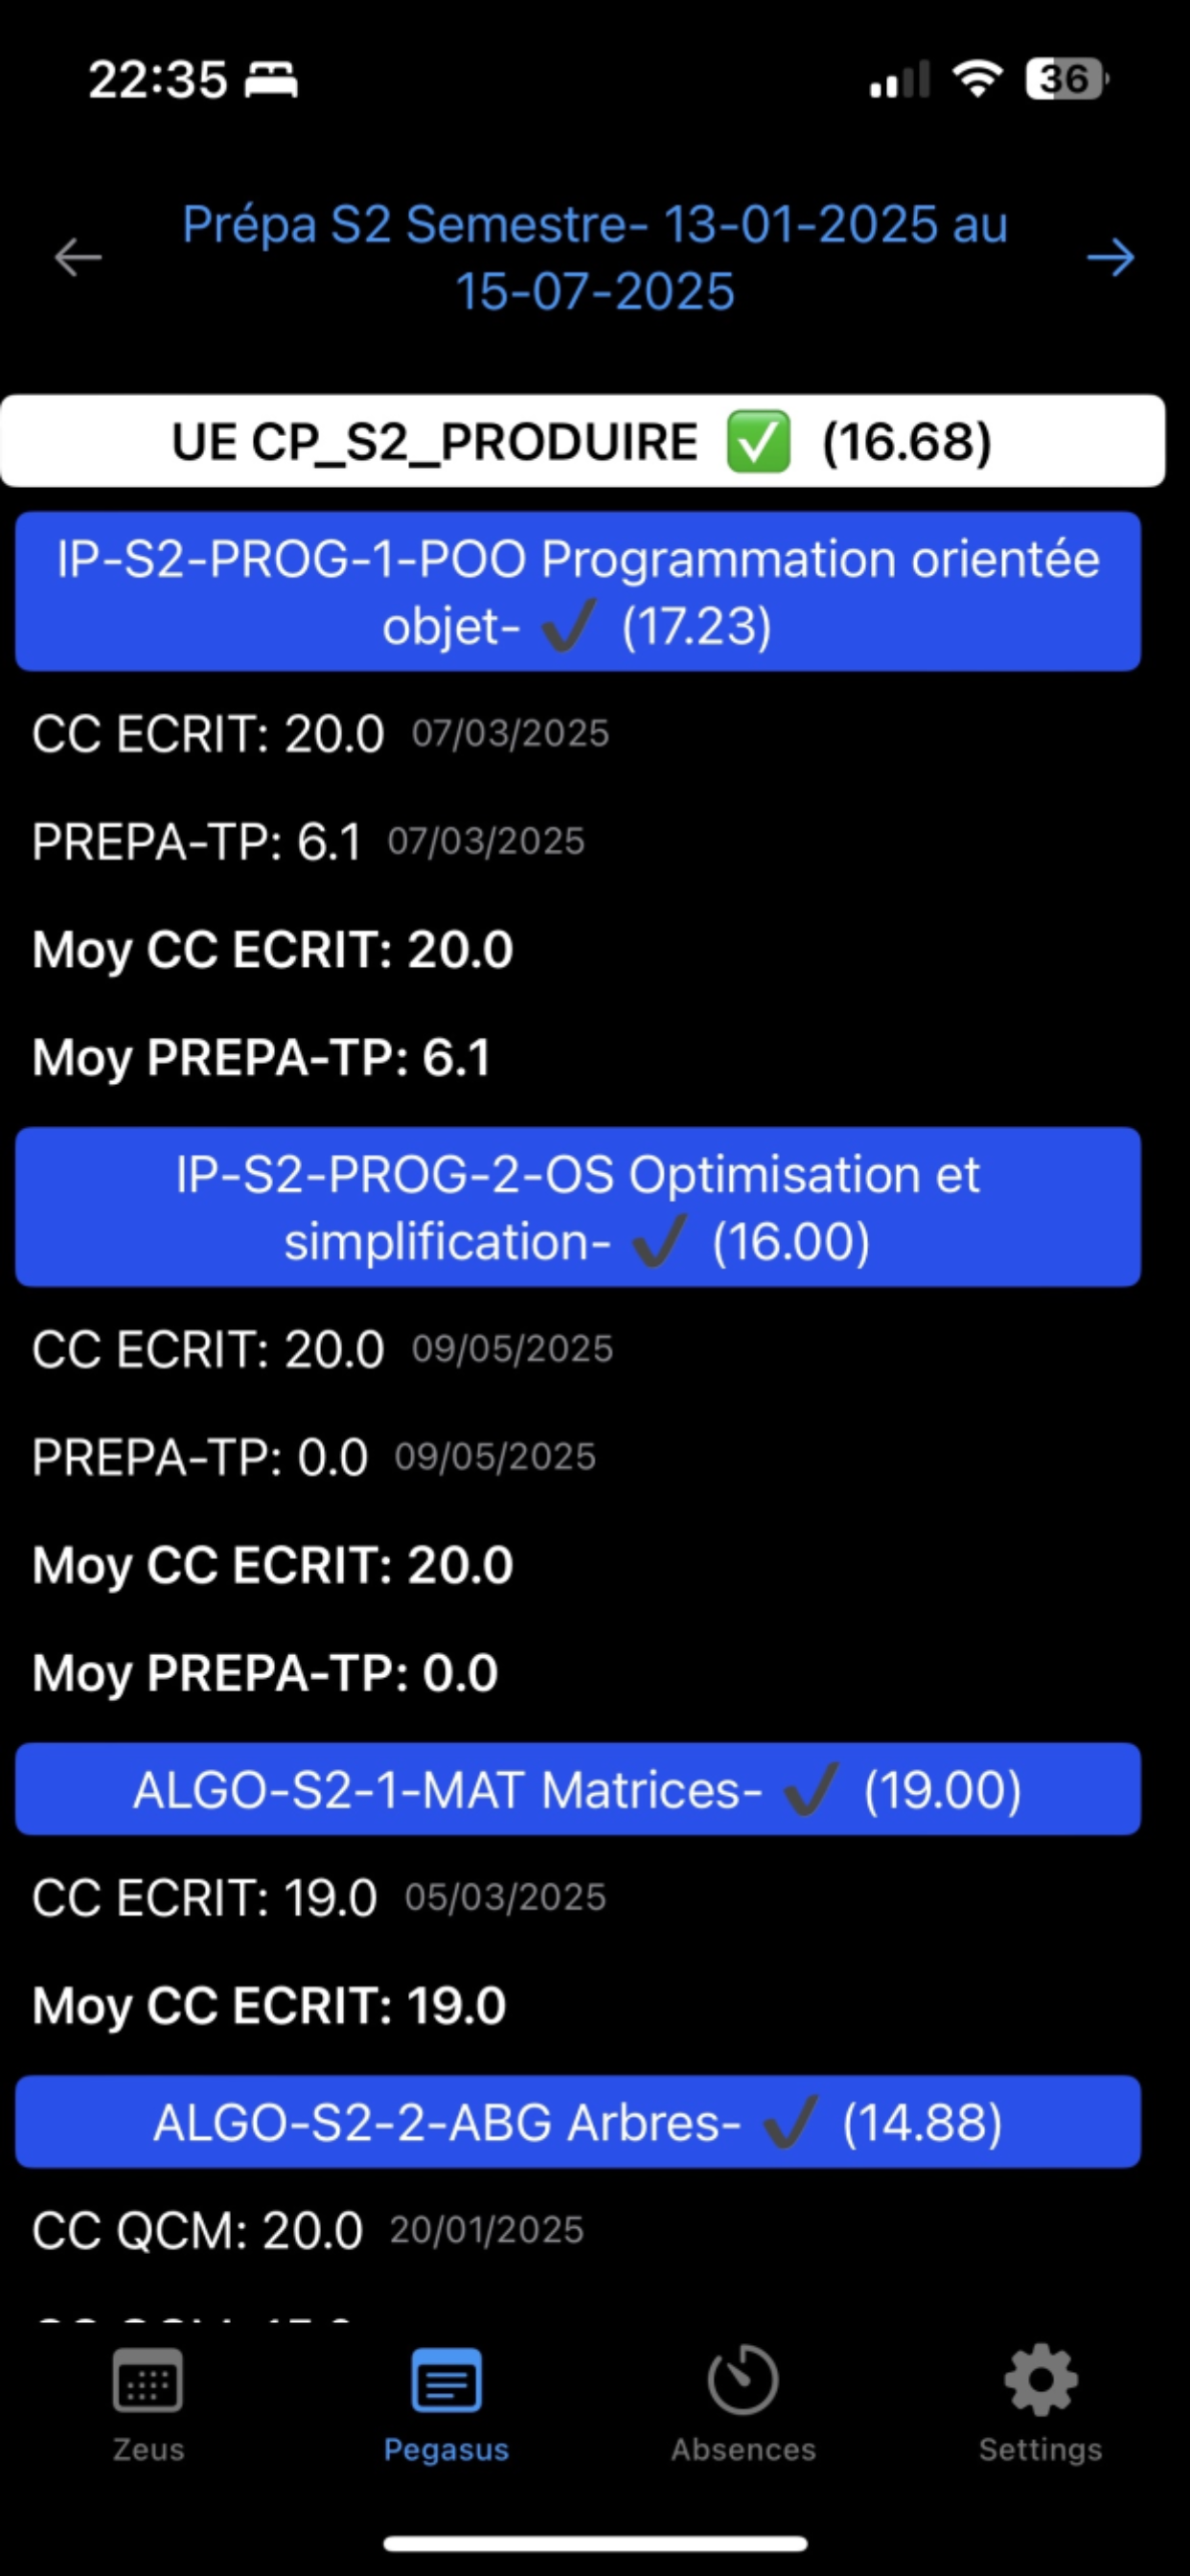 22:35
36
Prépa S2 Semestre- 13-01-2025 au
15-07-2025
UE CP_S2_PRODUIRE ✅ (16.68)
IP-S2-PROG-1-POO Programmation orientée
objet- ✔ (17.23)
CC ECRIT: 20.0 07/03/2025
PREPA-TP: 6.1 07/03/2025
Moy CC ECRIT: 20.0
Moy PREPA-TP: 6.1
IP-S2-PROG-2-OS Optimisation et
simplification- ✔ (16.00)
CC ECRIT: 20.0 09/05/2025
PREPA-TP: 0.0 09/05/2025
Moy CC ECRIT: 20.0
Moy PREPA-TP: 0.0
ALGO-S2-1-MAT Matrices- ✔ (19.00)
CC ECRIT: 19.0 05/03/2025
Moy CC ECRIT: 19.0
ALGO-S2-2-ABG Arbres- ✔ (14.88)
CC QCM: 20.0 20/01/2025
Zeus
Pegasus
Absences
Settings